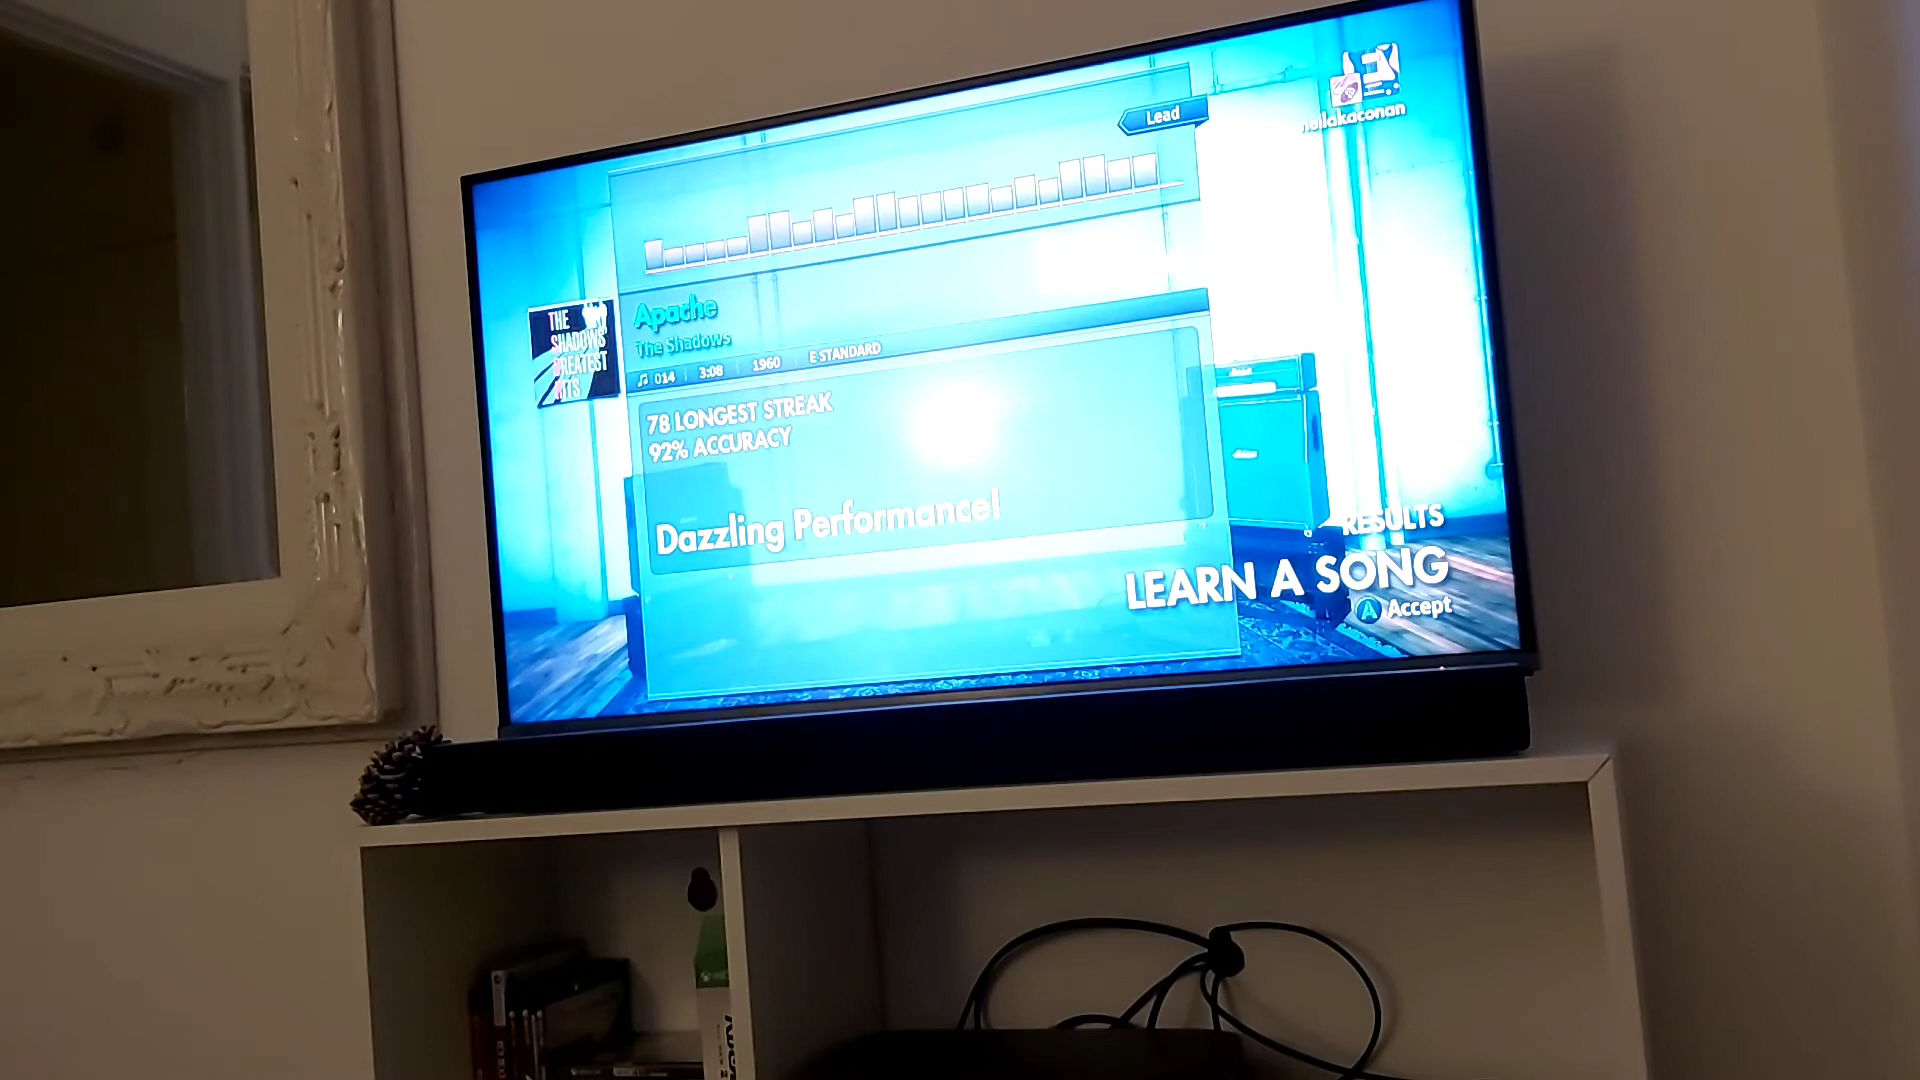 Lead
THE
SHADOWS
GREATEST
HITS
Apache
The Shadows
014 3:08 1960 E STANDARD
78 LONGEST STREAK
92% ACCURACY
Dazzling Performance!
RESULTS
LEARN A SONG
A Accept